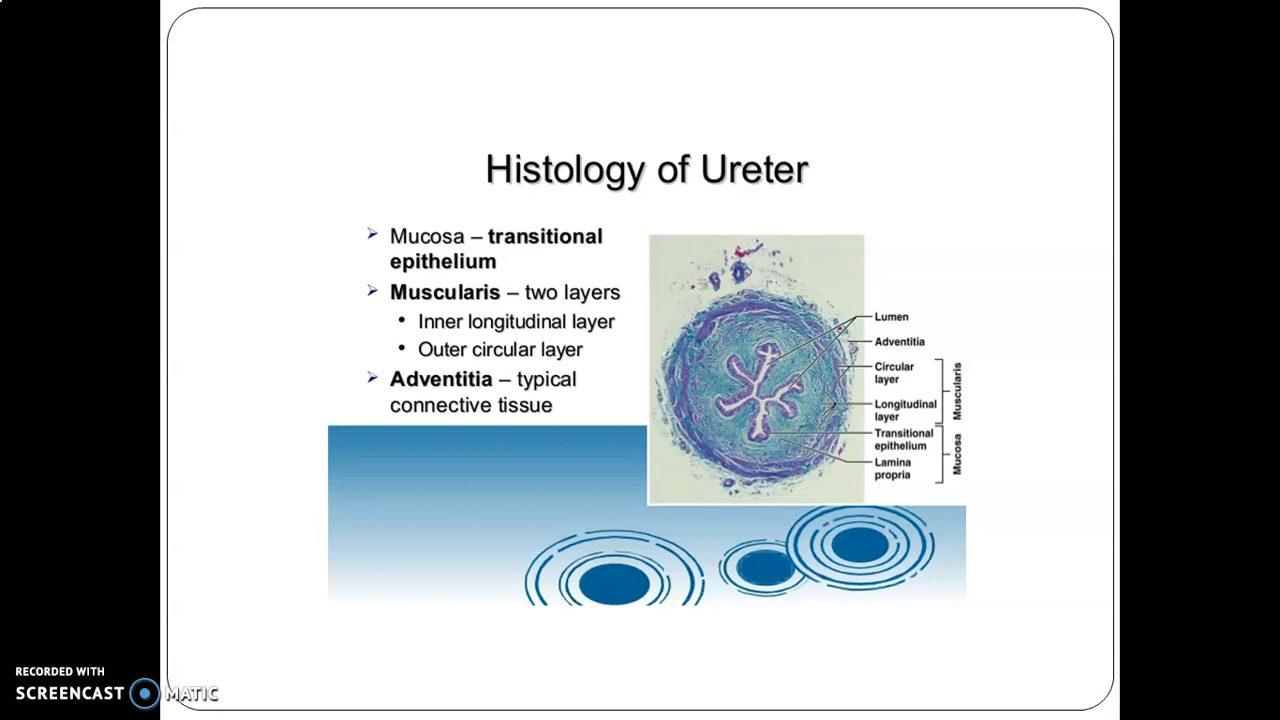 Histology of Ureter
Mucosa – transitional
epithelium
Muscularis – two layers
Inner longitudinal layer
Outer circular layer
Adventitia – typical
connective tissue
Lumen
Adventitia
Circular
layer
Longitudinal
layer
Transitional
epithelium
Lamina
propria
Muscularis
Mucosa
RECORDED WITH
SCREENCAST MATIC